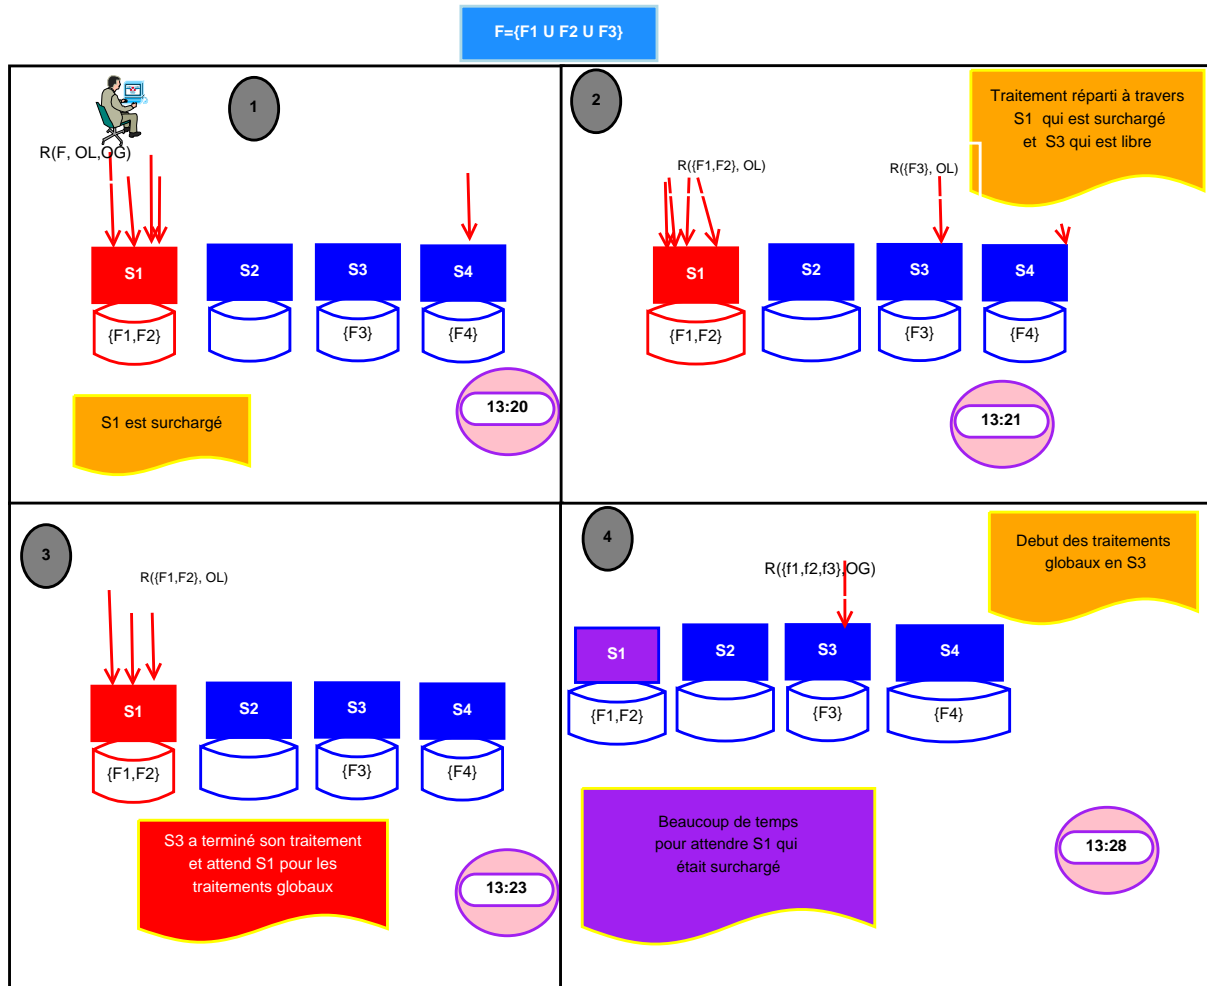 F={F1 U F2 U F3}
1
R(F, OL,OG)
S1
S2
S3
S4
{F1,F2}
{F3}
{F4}
S1 est surchargé
13:20
2
Traitement réparti à travers
S1 qui est surchargé
et S3 qui est libre
R({F1,F2}, OL)
R({F3}, OL)
S1
S2
S3
S4
{F1,F2}
{F3}
{F4}
13:21
3
R({F1,F2}, OL)
S1
S2
S3
S4
{F1,F2}
{F3}
{F4}
S3 a terminé son traitement
et attend S1 pour les
traitements globaux
13:23
4
Debut des traitements
globaux en S3
R({f1,f2,f3},OG)
S1
S2
S3
S4
{F1,F2}
{F3}
{F4}
Beaucoup de temps
pour attendre S1 qui
était surchargé
13:28